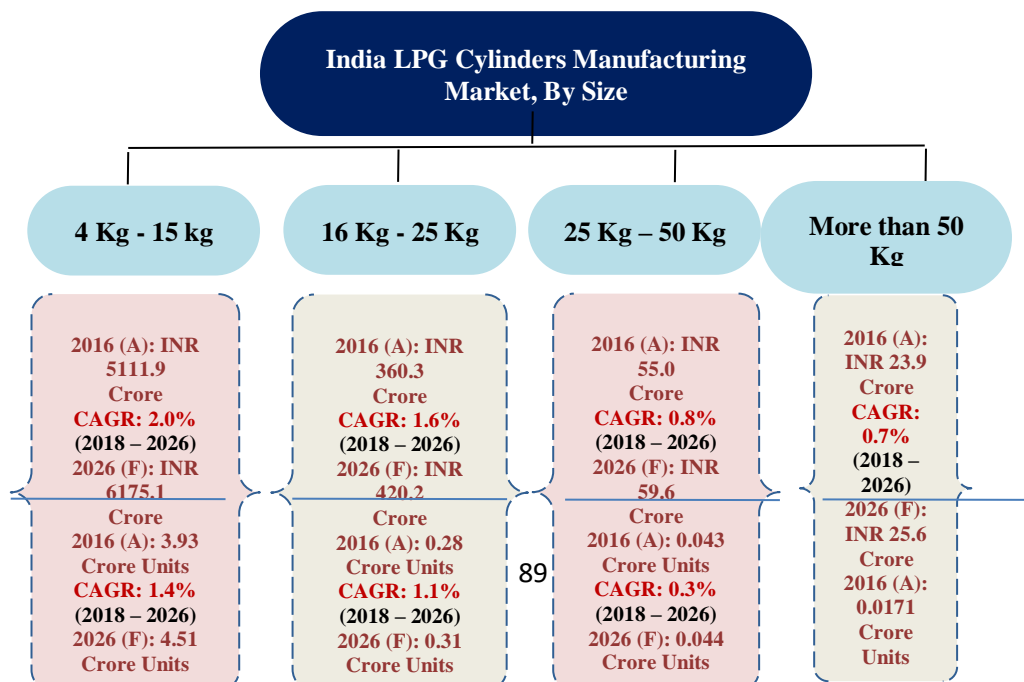 India LPG Cylinders Manufacturing
Market, By Size
4 Kg - 15 kg
16 Kg - 25 Kg
25 Kg – 50 Kg
More than 50
Kg
2016 (A): INR
5111.9
Crore
CAGR: 2.0%
(2018 – 2026)
2026 (F): INR
6175.1
Crore
2016 (A): 3.93
Crore Units
CAGR: 1.4%
(2018 – 2026)
2026 (F): 4.51
Crore Units
2016 (A): INR
360.3
Crore
CAGR: 1.6%
(2018 – 2026)
2026 (F): INR
420.2
Crore
2016 (A): 0.28
Crore Units
CAGR: 1.1%
(2018 – 2026)
2026 (F): 0.31
Crore Units
2016 (A): INR
55.0
Crore
CAGR: 0.8%
(2018 – 2026)
2026 (F): INR
59.6
Crore
2016 (A): 0.043
Crore Units
CAGR: 0.3%
(2018 – 2026)
2026 (F): 0.044
Crore Units
2016 (A):
INR 23.9
Crore
CAGR:
0.7%
(2018 –
2026)
2026 (F):
INR 25.6
Crore
2016 (A):
0.0171
Crore
Units
89